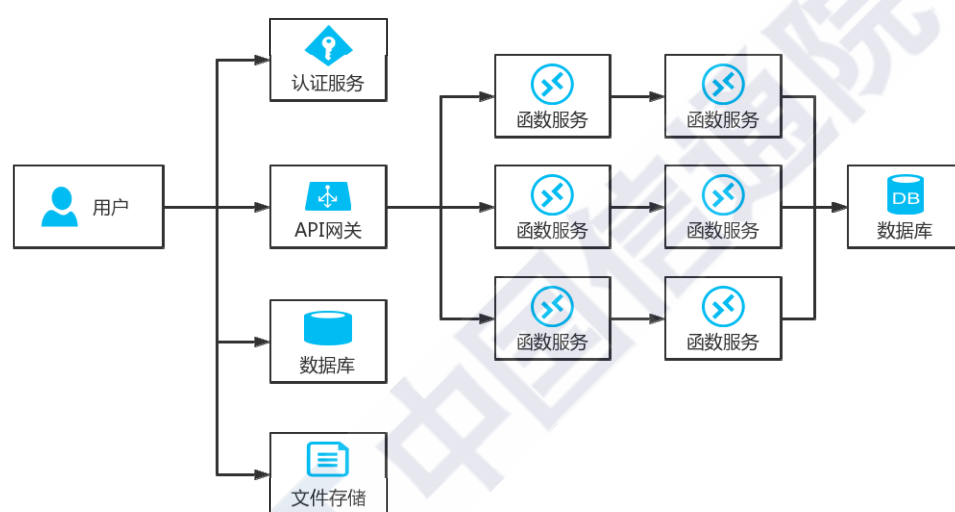 认证服务
函数服务
函数服务
用户
API网关
函数服务
函数服务
DB
数据库
数据库
函数服务
函数服务
文件存储
中国信通院